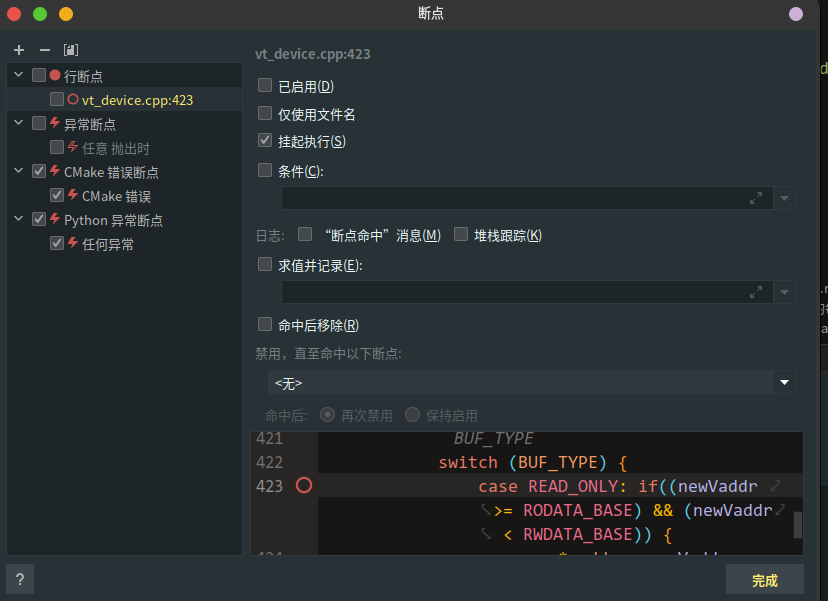 断点
行断点
vt_device.cpp:423
异常断点
任意 抛出时
CMake 错误断点
CMake 错误
Python 异常断点
任何异常
vt_device.cpp:423
已启用(D)
仅使用文件名
挂起执行(S)
条件(C):
日志: “断点命中”消息(M) 堆栈跟踪(K)
求值并记录(E):
命中后移除(R)
禁用，直至命中以下断点:
<无>
命中后: 再次禁用 保持启用
421 BUF_TYPE
422 switch (BUF_TYPE) {
423 case READ_ONLY: if((newVaddr
>= RODATA_BASE) && (newVaddr
< RWDATA_BASE)) {
?
完成